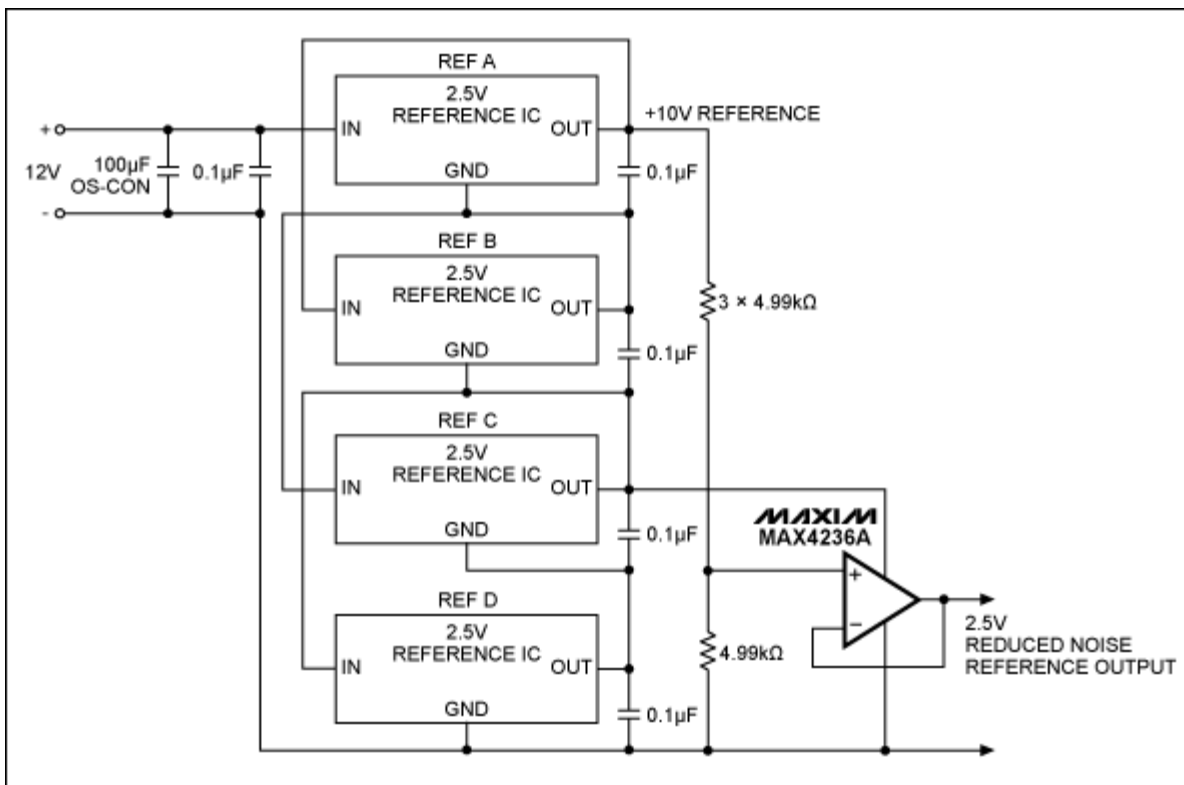 REF A
2.5V
REFERENCE IC
IN
OUT
GND
+10V REFERENCE
+
12V
-
100µF
OS-CON
0.1µF
0.1µF
REF B
2.5V
REFERENCE IC
IN
OUT
GND
0.1µF
3 × 4.99kΩ
REF C
2.5V
REFERENCE IC
IN
OUT
GND
0.1µF
MAXIM
MAX4236A
+
−
REF D
2.5V
REFERENCE IC
IN
OUT
GND
0.1µF
4.99kΩ
2.5V
REDUCED NOISE
REFERENCE OUTPUT